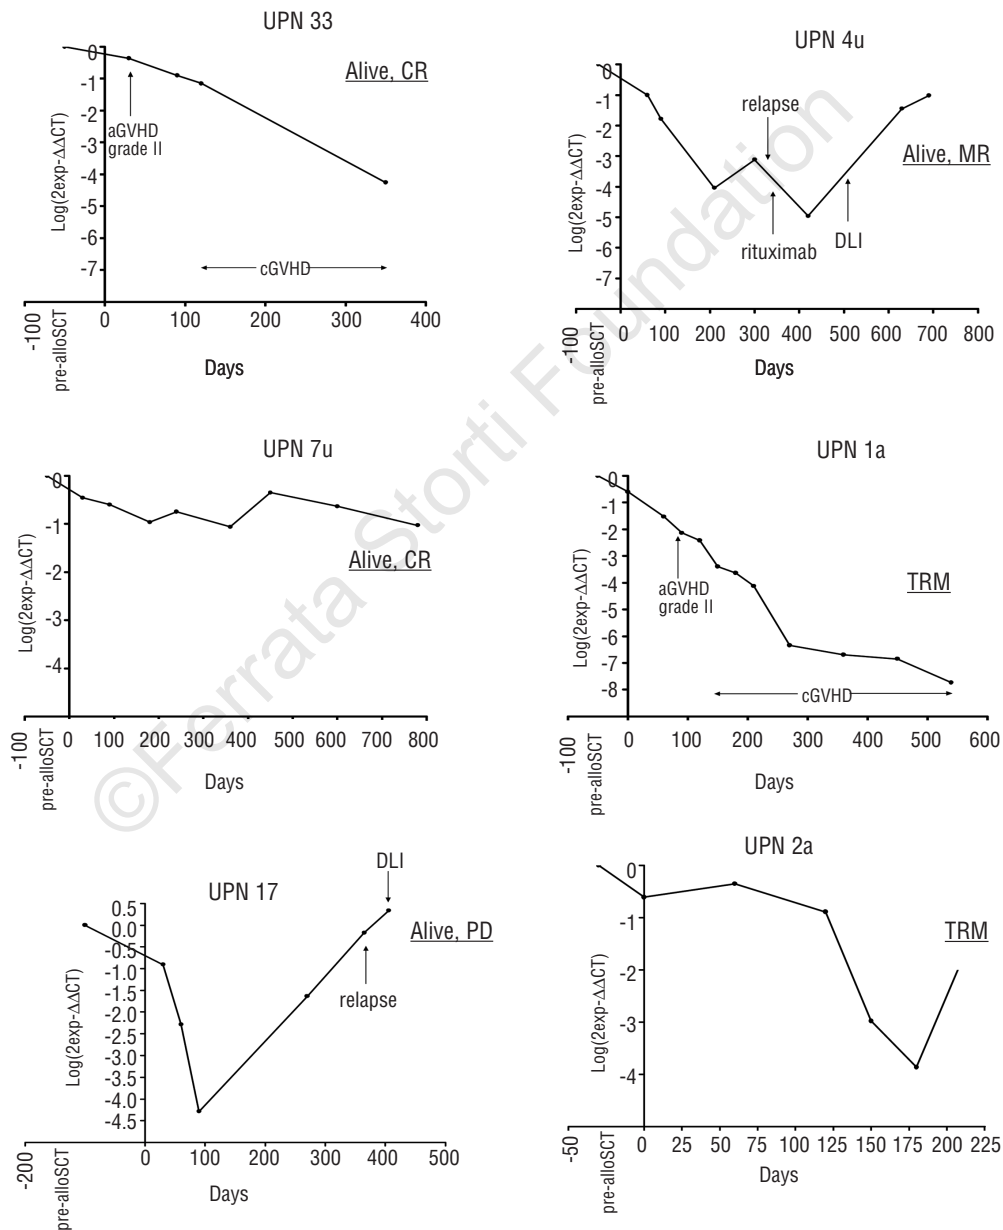 UPN 33
Log(2exp-ΔΔCT)
0
-1
-2
-3
-4
-5
-6
-7
Alive, CR
aGVHD
grade II
cGVHD
-100 0 100 200 300 400
pre-alloSCT
Days
UPN 4u
Log(2exp-ΔΔCT)
0
-1
-2
-3
-4
-5
-6
-7
relapse
Alive, MR
rituximab
DLI
-100 0 100 200 300 400 500 600 700 800
pre-alloSCT
Days
UPN 7u
Log(2exp-ΔΔCT)
0
-1
-2
-3
-4
Alive, CR
-100 0 100 200 300 400 500 600 700 800
pre-alloSCT
Days
UPN 1a
Log(2exp-ΔΔCT)
0
-1
-2
-3
-4
-5
-6
-7
-8
aGVHD
grade II
TRM
cGVHD
-100 0 100 200 300 400 500 600
pre-alloSCT
Days
UPN 17
Log(2exp-ΔΔCT)
0.5
0.0
-0.5
-1.0
-1.5
-2.0
-2.5
-3.0
-3.5
-4.0
-4.5
DLI
Alive, PD
relapse
-200 0 100 200 300 400 500
pre-alloSCT
Days
UPN 2a
Log(2exp-ΔΔCT)
0
-1
-2
-3
-4
TRM
-50 0 25 50 75 100 125 150 175 200 225
pre-alloSCT
Days
©Ferrata Storti Foundation